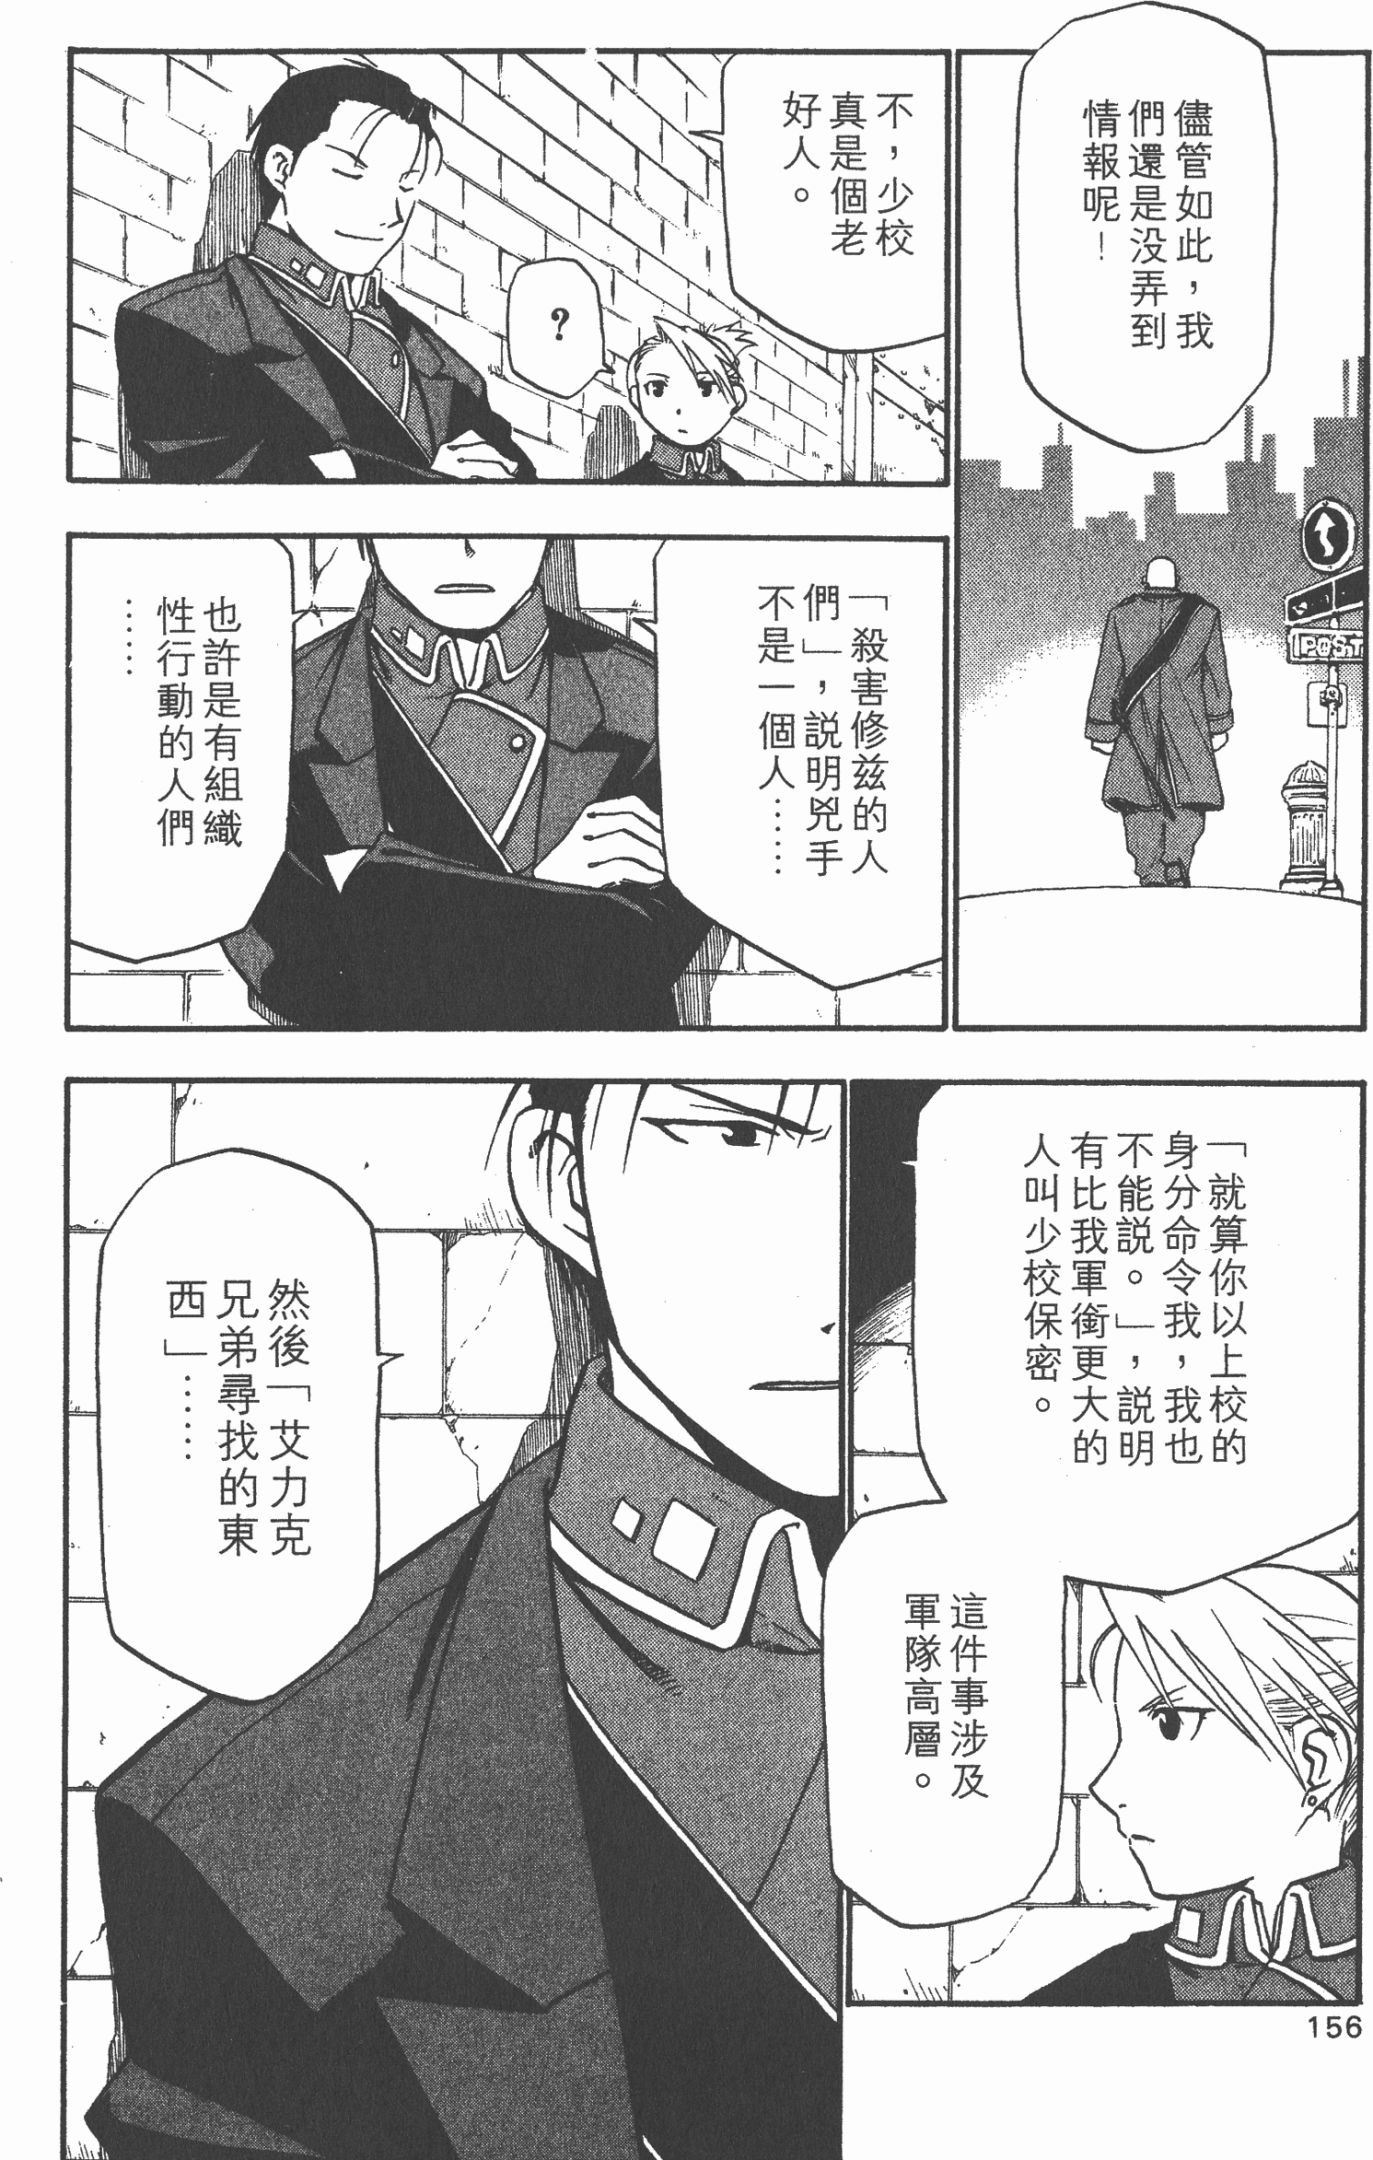 儘管如此，我
們還是沒弄到
情報呢！
POST
不，少校
真是個老
好人。
?
「殺害修茲的人
們」，説明兇手
不是一個人……
也許是有組織
性行動的人們
……
「就算你以上校的
身分命令我，我也
不能説。」，説明
有比我軍銜更大的
人叫少校保密。
這件事涉及
軍隊高層。
然後「艾力克
兄弟尋找的東
西」……
156